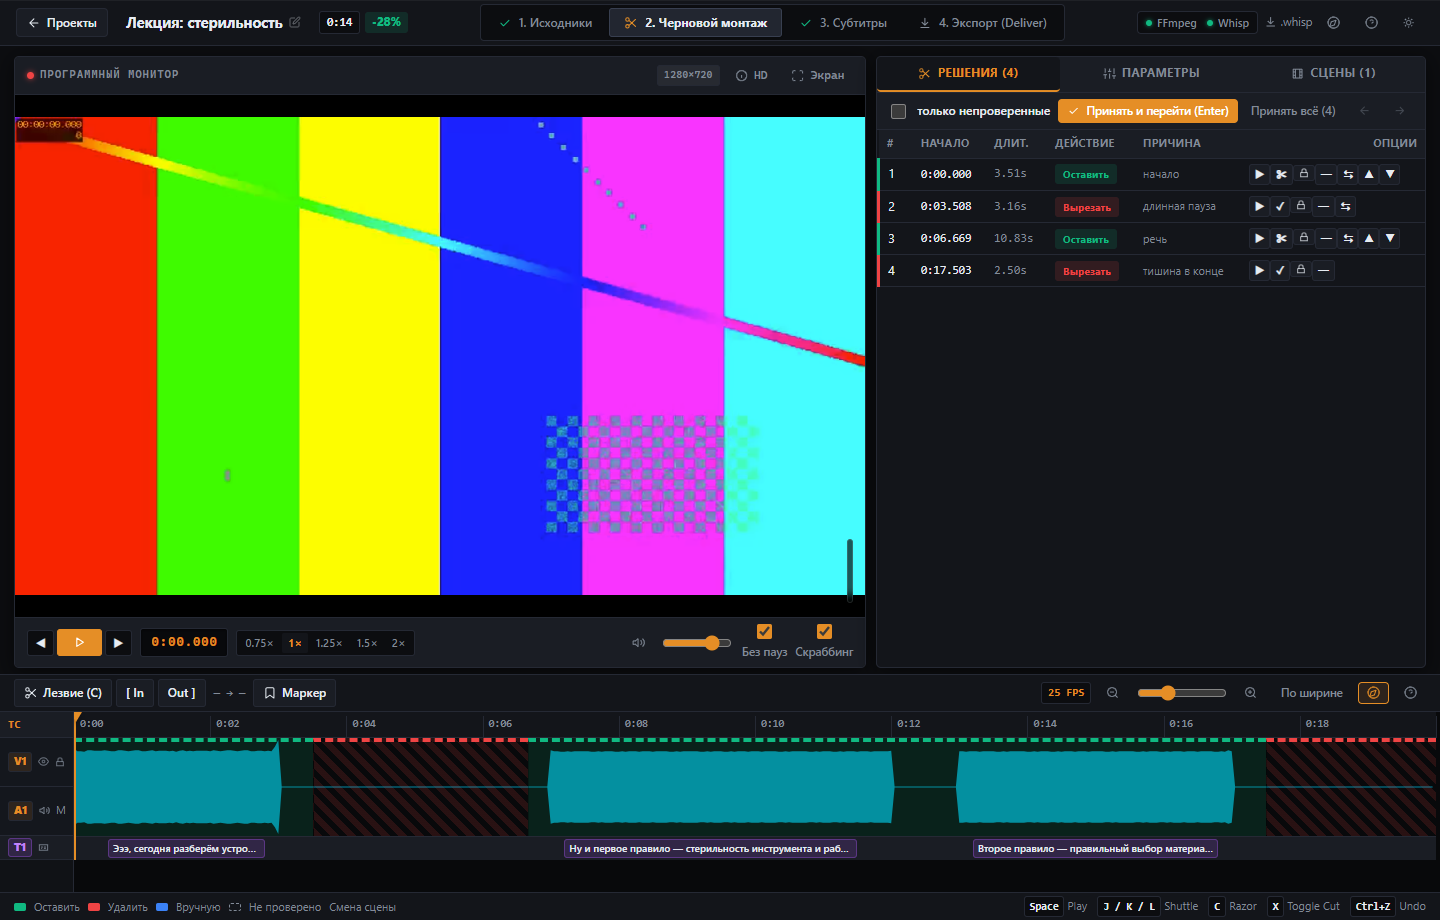 Проекты
Лекция: стерильность
0:14
-28%
1. Исходники
2. Черновой монтаж
3. Субтитры
4. Экспорт (Deliver)
FFmpeg
Whisp
.whisp
ПРОГРАММНЫЙ МОНИТОР
1280×720
HD
Экран
00:00:00.000
0
0:00.000
0.75×
1×
1.25×
1.5×
2×
Без пауз
Скраббинг
РЕШЕНИЯ (4)
ПАРАМЕТРЫ
СЦЕНЫ (1)
только непроверенные
Принять и перейти (Enter)
Принять всё (4)
# НАЧАЛО ДЛИТ. ДЕЙСТВИЕ ПРИЧИНА ОПЦИИ
1 0:00.000 3.51s Оставить начало
2 0:03.508 3.16s Вырезать длинная пауза
3 0:06.669 10.83s Оставить речь
4 0:17.503 2.50s Вырезать тишина в конце
Лезвие (C)
[ In
Out ]
Маркер
25 FPS
По ширине
TC 0:00 0:02 0:04 0:06 0:08 0:10 0:12 0:14 0:16 0:18
V1
A1 M
T1
Эээ, сегодня разберём устро...
Ну и первое правило — стерильность инструмента и раб...
Второе правило — правильный выбор материа...
Оставить
Удалить
Вручную
Не проверено
Смена сцены
Space Play
J / K / L Shuttle
C Razor
X Toggle Cut
Ctrl+Z Undo